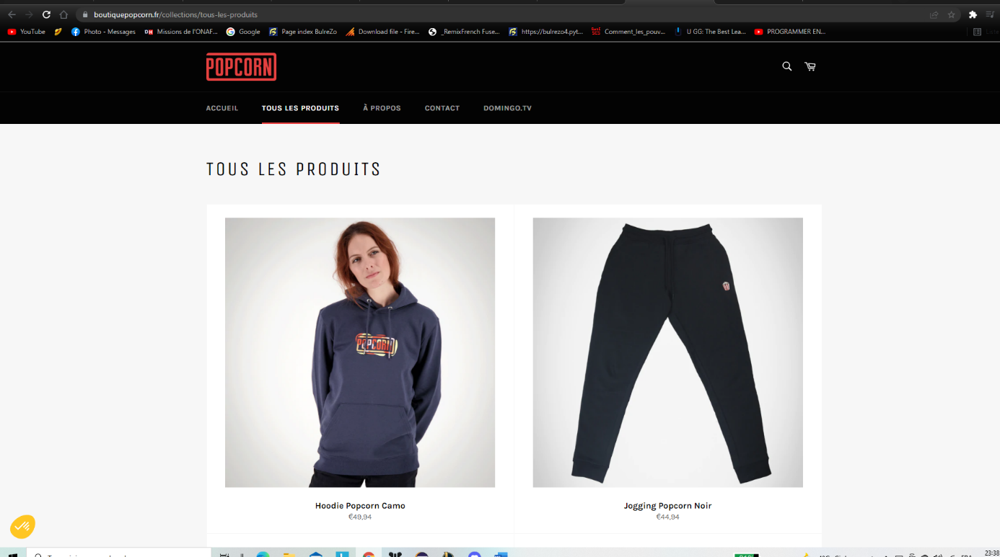 boutiquepopcorn.fr/collections/tous-les-produits
YouTube
Photo - Messages
Missions de l'ONAF...
Google
Page index BulreZo
Download file - Fire...
_RemixFrench Fuse...
https://bulrezo4.pyt...
Comment_les_pouv...
U GG: The Best Lea...
PROGRAMMER EN...
Liste
POPCORN
ACCUEIL
TOUS LES PRODUITS
À PROPOS
CONTACT
DOMINGO.TV
TOUS LES PRODUITS
POPCORN
Hoodie Popcorn Camo
€49,94
Jogging Popcorn Noir
€44,94
23:38